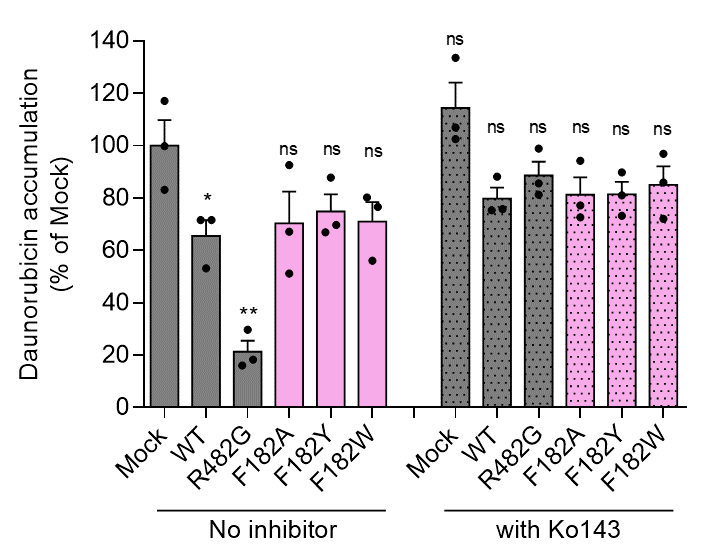 Daunorubicin accumulation
(% of Mock)
140
120
100
80
60
40
20
0
*
**
ns
ns
ns
ns
ns
ns
ns
ns
ns
Mock
WT
R482G
F182A
F182Y
F182W
Mock
WT
R482G
F182A
F182Y
F182W
No inhibitor
with Ko143